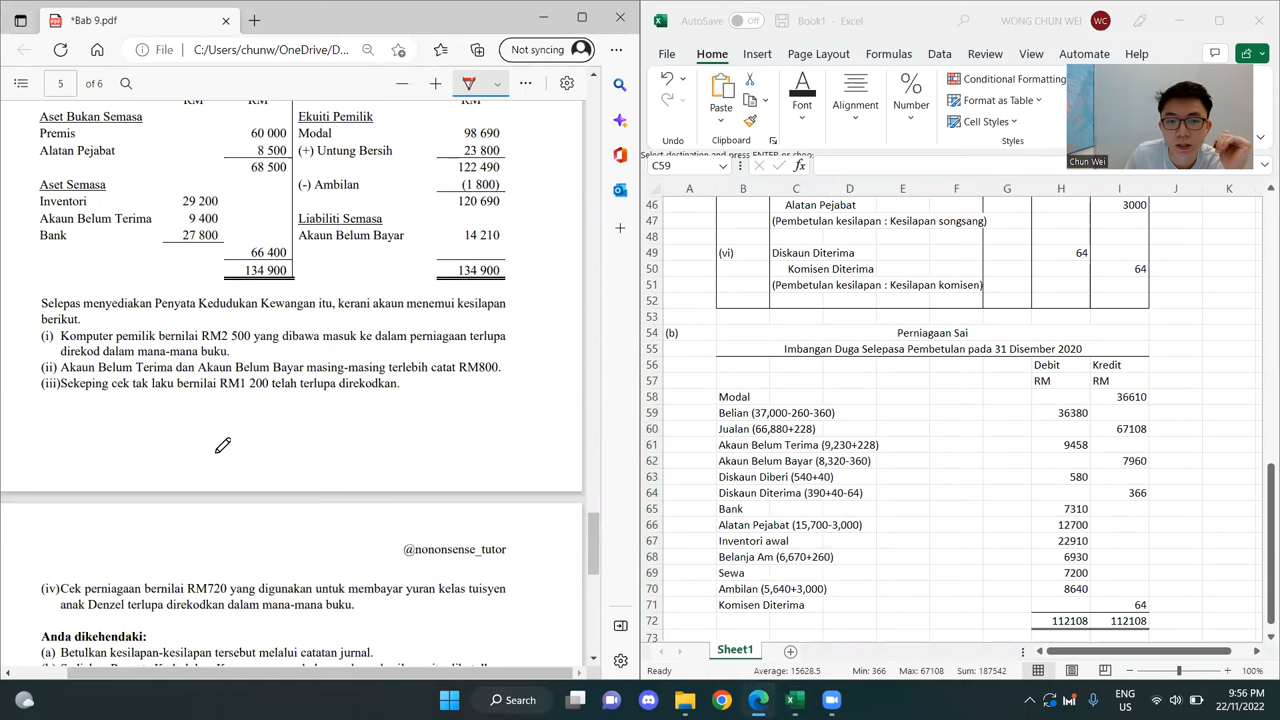 *Bab 9.pdf
File
C:/Users/chunw/OneDrive/D...
Not syncing
5 of 6
RM RM RM
Aset Bukan Semasa Ekuiti Pemilik
Premis 60 000 Modal 98 690
Alatan Pejabat 8 500 (+) Untung Bersih 23 800
68 500 122 490
Aset Semasa (-) Ambilan (1 800)
Inventori 29 200 120 690
Akaun Belum Terima 9 400 Liabiliti Semasa
Bank 27 800 Akaun Belum Bayar 14 210
66 400
134 900 134 900
Selepas menyediakan Penyata Kedudukan Kewangan itu, kerani akaun menemui kesilapan
berikut.
(i) Komputer pemilik bernilai RM2 500 yang dibawa masuk ke dalam perniagaan terlupa
direkod dalam mana-mana buku.
(ii) Akaun Belum Terima dan Akaun Belum Bayar masing-masing terlebih catat RM800.
(iii)Sekeping cek tak laku bernilai RM1 200 telah terlupa direkodkan.
@nononsense_tutor
(iv)Cek perniagaan bernilai RM720 yang digunakan untuk membayar yuran kelas tuisyen
anak Denzel terlupa direkodkan dalam mana-mana buku.
Anda dikehendaki:
(a) Betulkan kesilapan-kesilapan tersebut melalui catatan jurnal.
AutoSave Off Book1 - Excel WONG CHUN WEI WC
File Home Insert Page Layout Formulas Data Review View Automate Help
Paste Font Alignment Number
Conditional Formatting
Format as Table
Cell Styles
Undo Clipboard Styles
Chun Wei
Select destination and press ENTER or choo
C59 fx
A B C D E F G H I J K
46 Alatan Pejabat 3000
47 (Pembetulan kesilapan : Kesilapan songsang)
48
49 (vi) Diskaun Diterima 64
50 Komisen Diterima 64
51 (Pembetulan kesilapan : Kesilapan komisen)
52
53
54 (b) Perniagaan Sai
55 Imbangan Duga Selepasa Pembetulan pada 31 Disember 2020
56 Debit Kredit
57 RM RM
58 Modal 36610
59 Belian (37,000-260-360) 36380
60 Jualan (66,880+228) 67108
61 Akaun Belum Terima (9,230+228) 9458
62 Akaun Belum Bayar (8,320-360) 7960
63 Diskaun Diberi (540+40) 580
64 Diskaun Diterima (390+40-64) 366
65 Bank 7310
66 Alatan Pejabat (15,700-3,000) 12700
67 Inventori awal 22910
68 Belanja Am (6,670+260) 6930
69 Sewa 7200
70 Ambilan (5,640+3,000) 8640
71 Komisen Diterima 64
72 112108 112108
73
Sheet1
Ready Average: 15628.5 Min: 366 Max: 67108 Sum: 187542 100%
Search
ENG
US
9:56 PM
22/11/2022